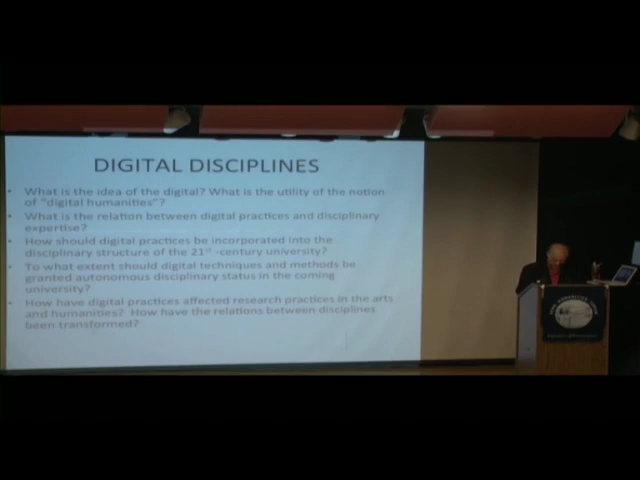 DIGITAL DISCIPLINES
• What is the idea of the digital? What is the utility of the notion
of "digital humanities"?
• What is the relation between digital practices and disciplinary
expertise?
• How should digital practices be incorporated into the
disciplinary structure of the 21st -century university?
• To what extent should digital techniques and methods be
granted autonomous disciplinary status in the coming
university?
• How have digital practices affected research practices in the arts
and humanities? How have the relations between disciplines
been transformed?